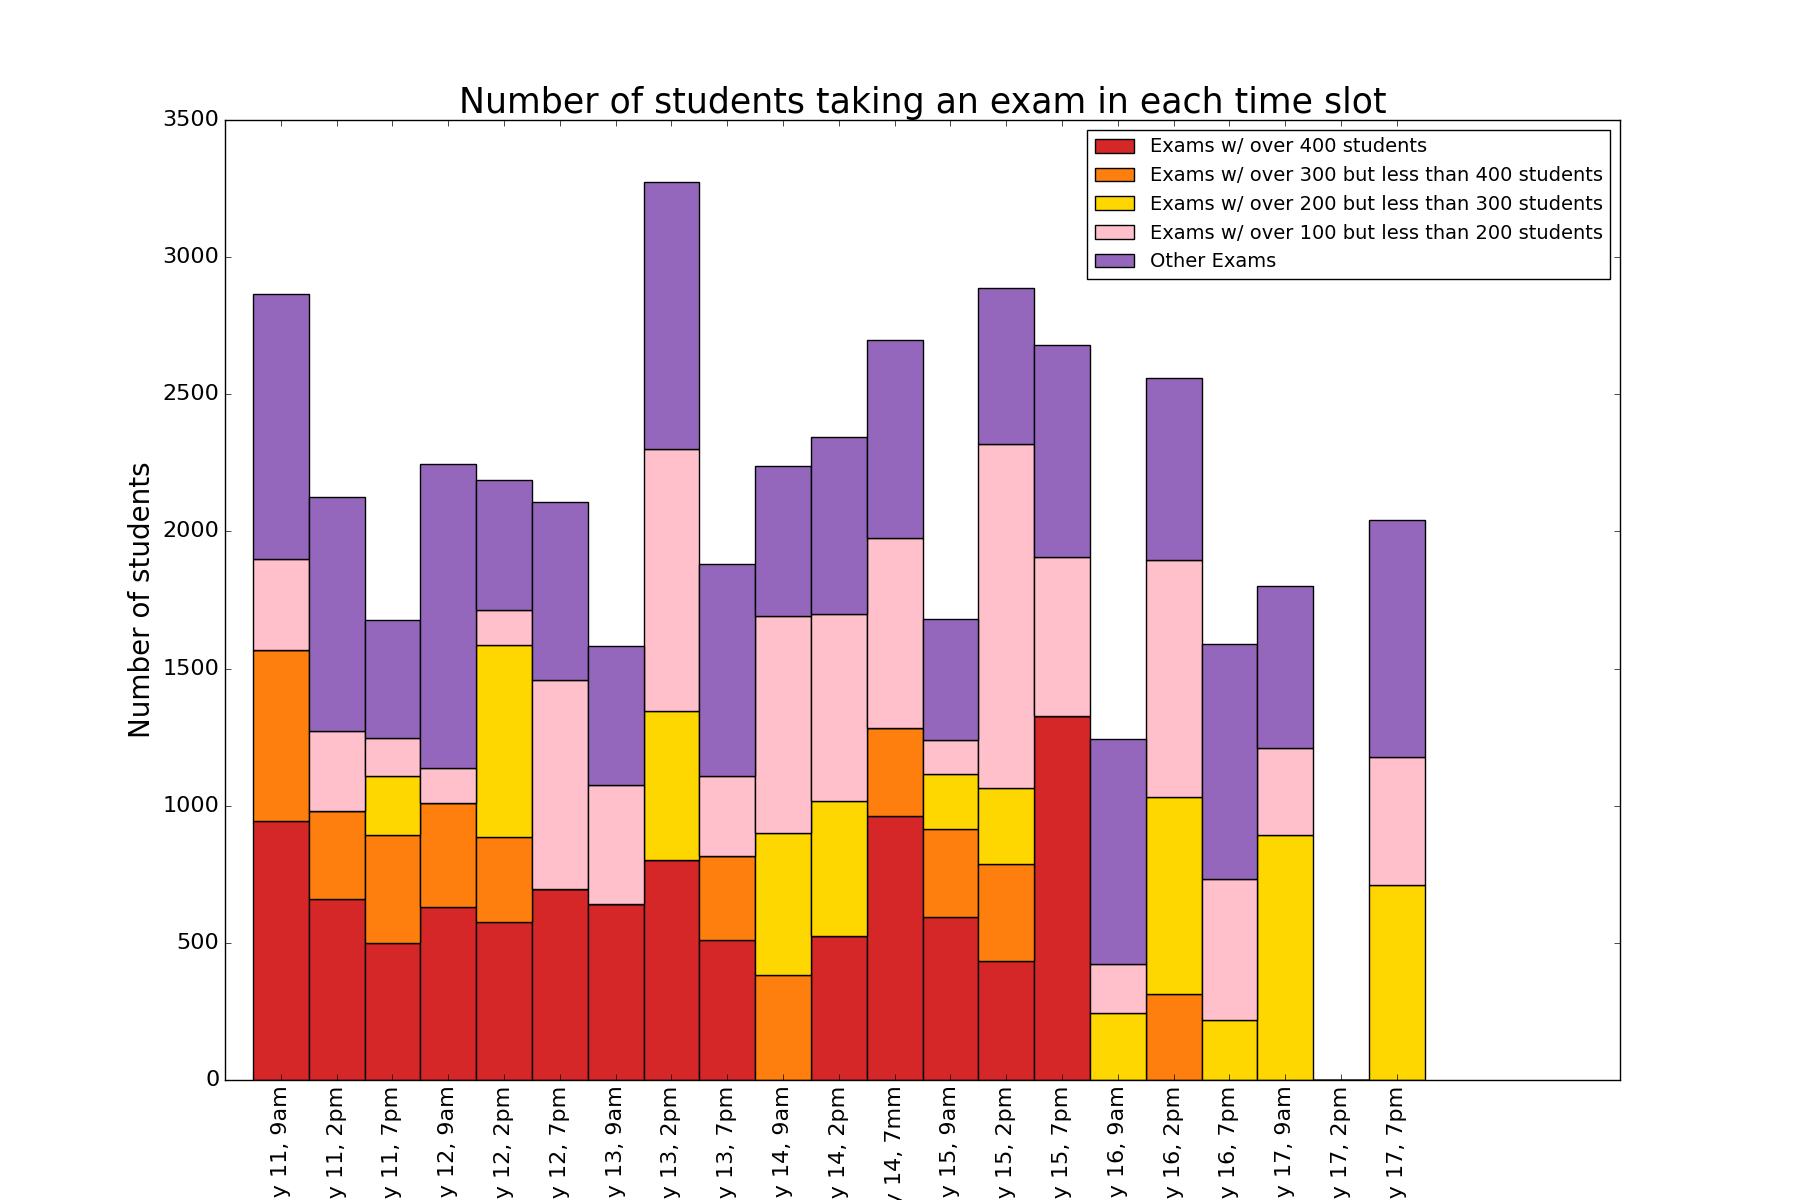 Number of students taking an exam in each time slot
Exams w/ over 400 students
Exams w/ over 300 but less than 400 students
Exams w/ over 200 but less than 300 students
Exams w/ over 100 but less than 200 students
Other Exams
Number of students
3500
3000
2500
2000
1500
1000
500
0
y 11, 9am
y 11, 2pm
y 11, 7pm
y 12, 9am
y 12, 2pm
y 12, 7pm
y 13, 9am
y 13, 2pm
y 13, 7pm
y 14, 9am
y 14, 2pm
y 14, 7mm
y 15, 9am
y 15, 2pm
y 15, 7pm
y 16, 9am
y 16, 2pm
y 16, 7pm
y 17, 9am
y 17, 2pm
y 17, 7pm